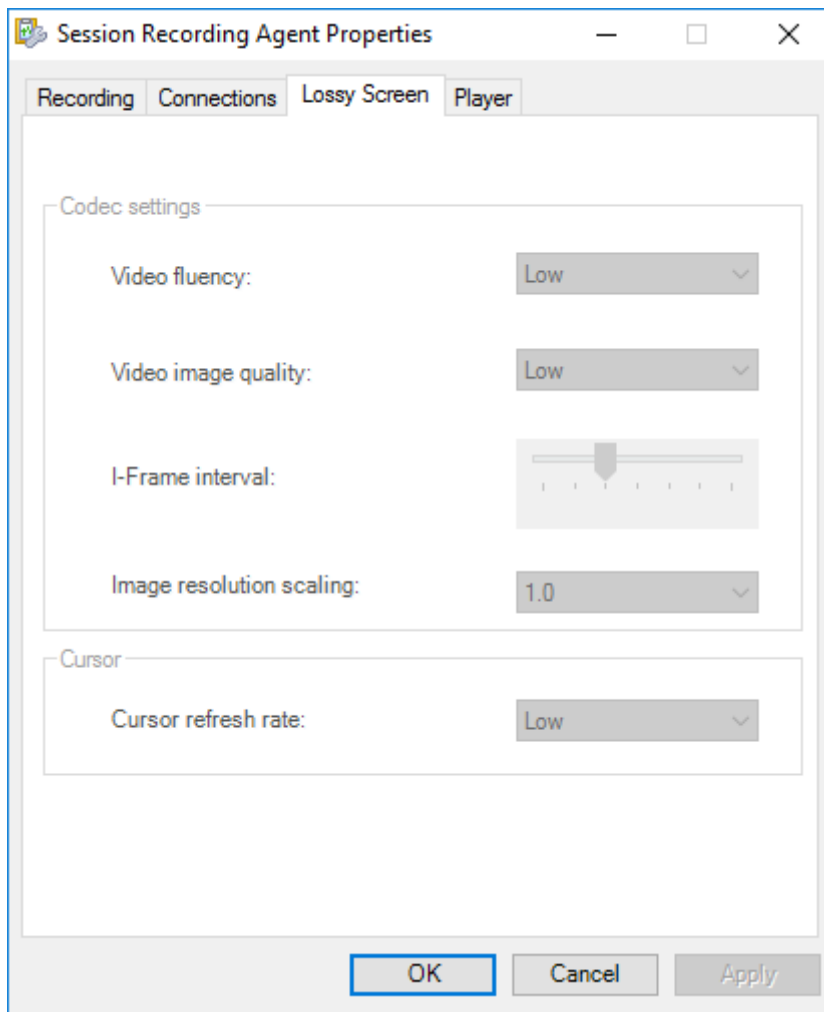 Session Recording Agent Properties
Recording Connections Lossy Screen Player
Codec settings
Video fluency: Low
Video image quality: Low
I-Frame interval:
Image resolution scaling: 1.0
Cursor
Cursor refresh rate: Low
OK Cancel Apply